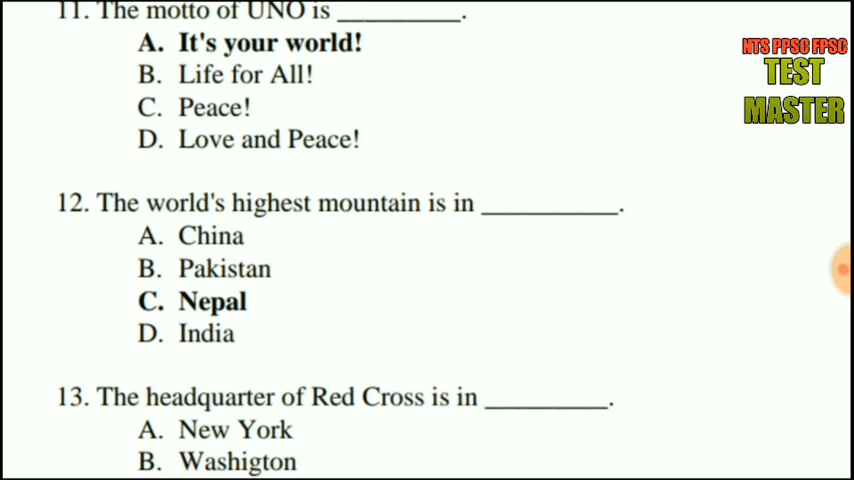 11. The motto of UNO is __________.
A. It's your world!
B. Life for All!
C. Peace!
D. Love and Peace!
12. The world's highest mountain is in __________.
A. China
B. Pakistan
C. Nepal
D. India
13. The headquarter of Red Cross is in __________.
A. New York
B. Washigton
NTS PPSC FPSC
TEST
MASTER